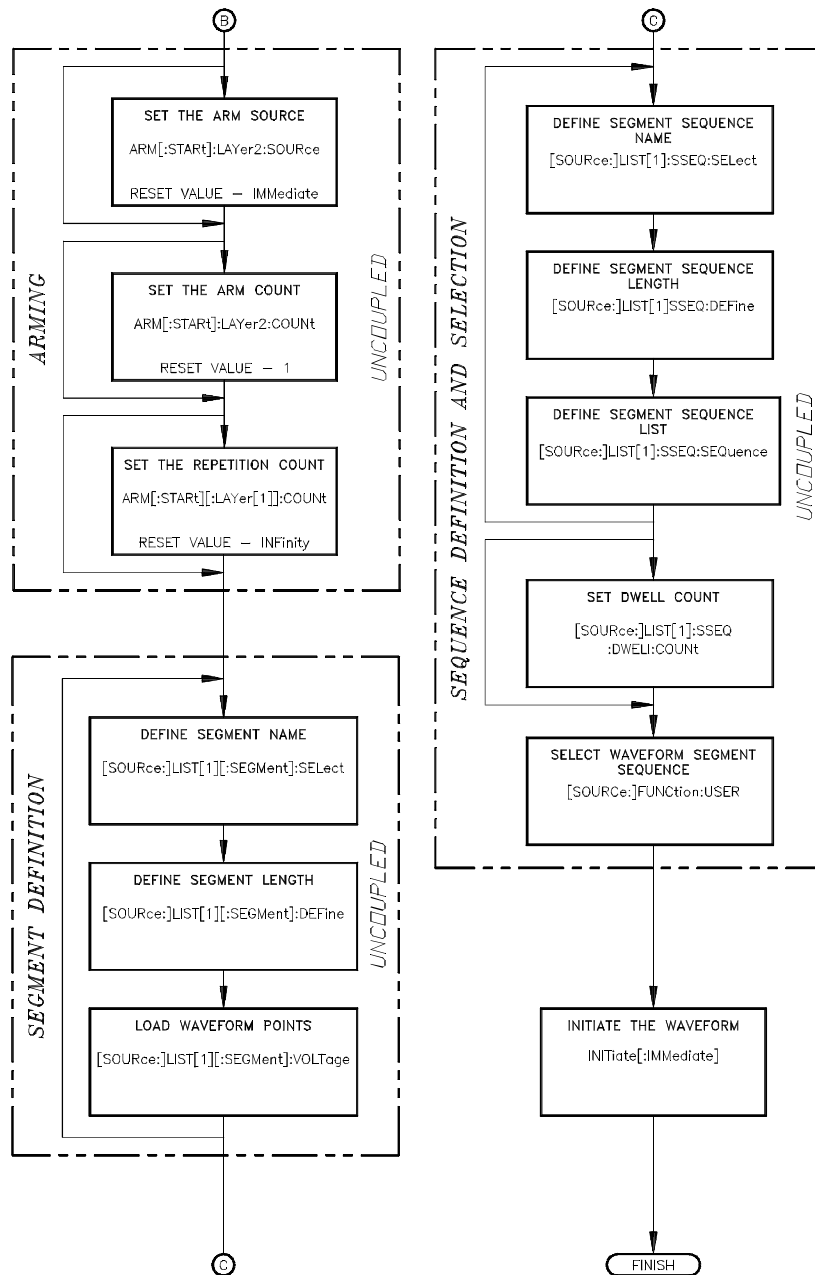 B
SET THE ARM SOURCE
ARM[:STARt]:LAYer2:SOURce
RESET VALUE – IMMediate
SET THE ARM COUNT
ARM[:STARt]:LAYer2:COUNt
RESET VALUE – 1
SET THE REPETITION COUNT
ARM[:STARt][:LAYer[1]]:COUNt
RESET VALUE – INFinity
ARMING
UNCOUPLED
DEFINE SEGMENT NAME
[SOURce:]LIST[1][:SEGMent]:SELect
DEFINE SEGMENT LENGTH
[SOURce:]LIST[1][:SEGMent]:DEFine
LOAD WAVEFORM POINTS
[SOURce:]LIST[1][:SEGMent]:VOLTage
SEGMENT DEFINITION
UNCOUPLED
C
C
DEFINE SEGMENT SEQUENCE
NAME
[SOURce:]LIST[1]:SSEQ:SELect
DEFINE SEGMENT SEQUENCE
LENGTH
[SOURce:]LIST[1]SSEQ:DEFine
DEFINE SEGMENT SEQUENCE
LIST
[SOURce:]LIST[1]:SSEQ:SEQuence
SET DWELL COUNT
[SOURce:]LIST[1]:SSEQ
:DWELl:COUNt
SELECT WAVEFORM SEGMENT
SEQUENCE
[SOURCe:]FUNCtion:USER
SEQUENCE DEFINITION AND SELECTION
UNCOUPLED
INITIATE THE WAVEFORM
INITiate[:IMMediate]
FINISH